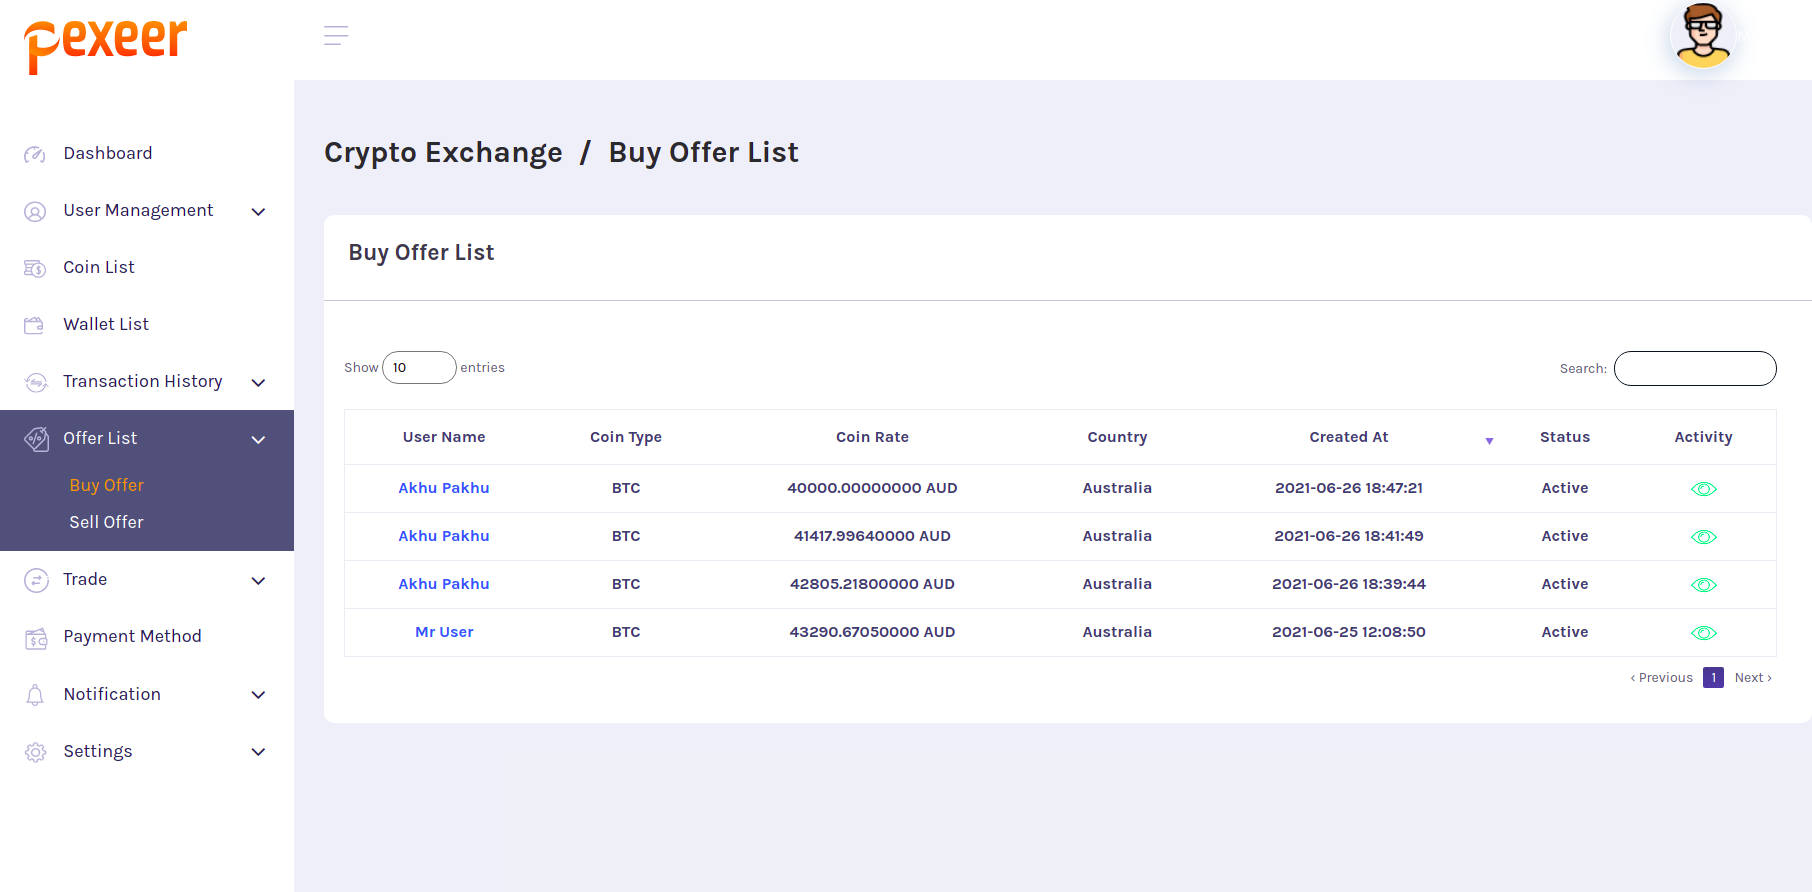 pexeer
Dashboard
User Management
Coin List
Wallet List
Transaction History
Offer List
Buy Offer
Sell Offer
Trade
Payment Method
Notification
Settings
Crypto Exchange / Buy Offer List
Buy Offer List
Show 10 entries
Search:
User Name Coin Type Coin Rate Country Created At Status Activity
Akhu Pakhu BTC 40000.00000000 AUD Australia 2021-06-26 18:47:21 Active
Akhu Pakhu BTC 41417.99640000 AUD Australia 2021-06-26 18:41:49 Active
Akhu Pakhu BTC 42805.21800000 AUD Australia 2021-06-26 18:39:44 Active
Mr User BTC 43290.67050000 AUD Australia 2021-06-25 12:08:50 Active
‹ Previous 1 Next ›